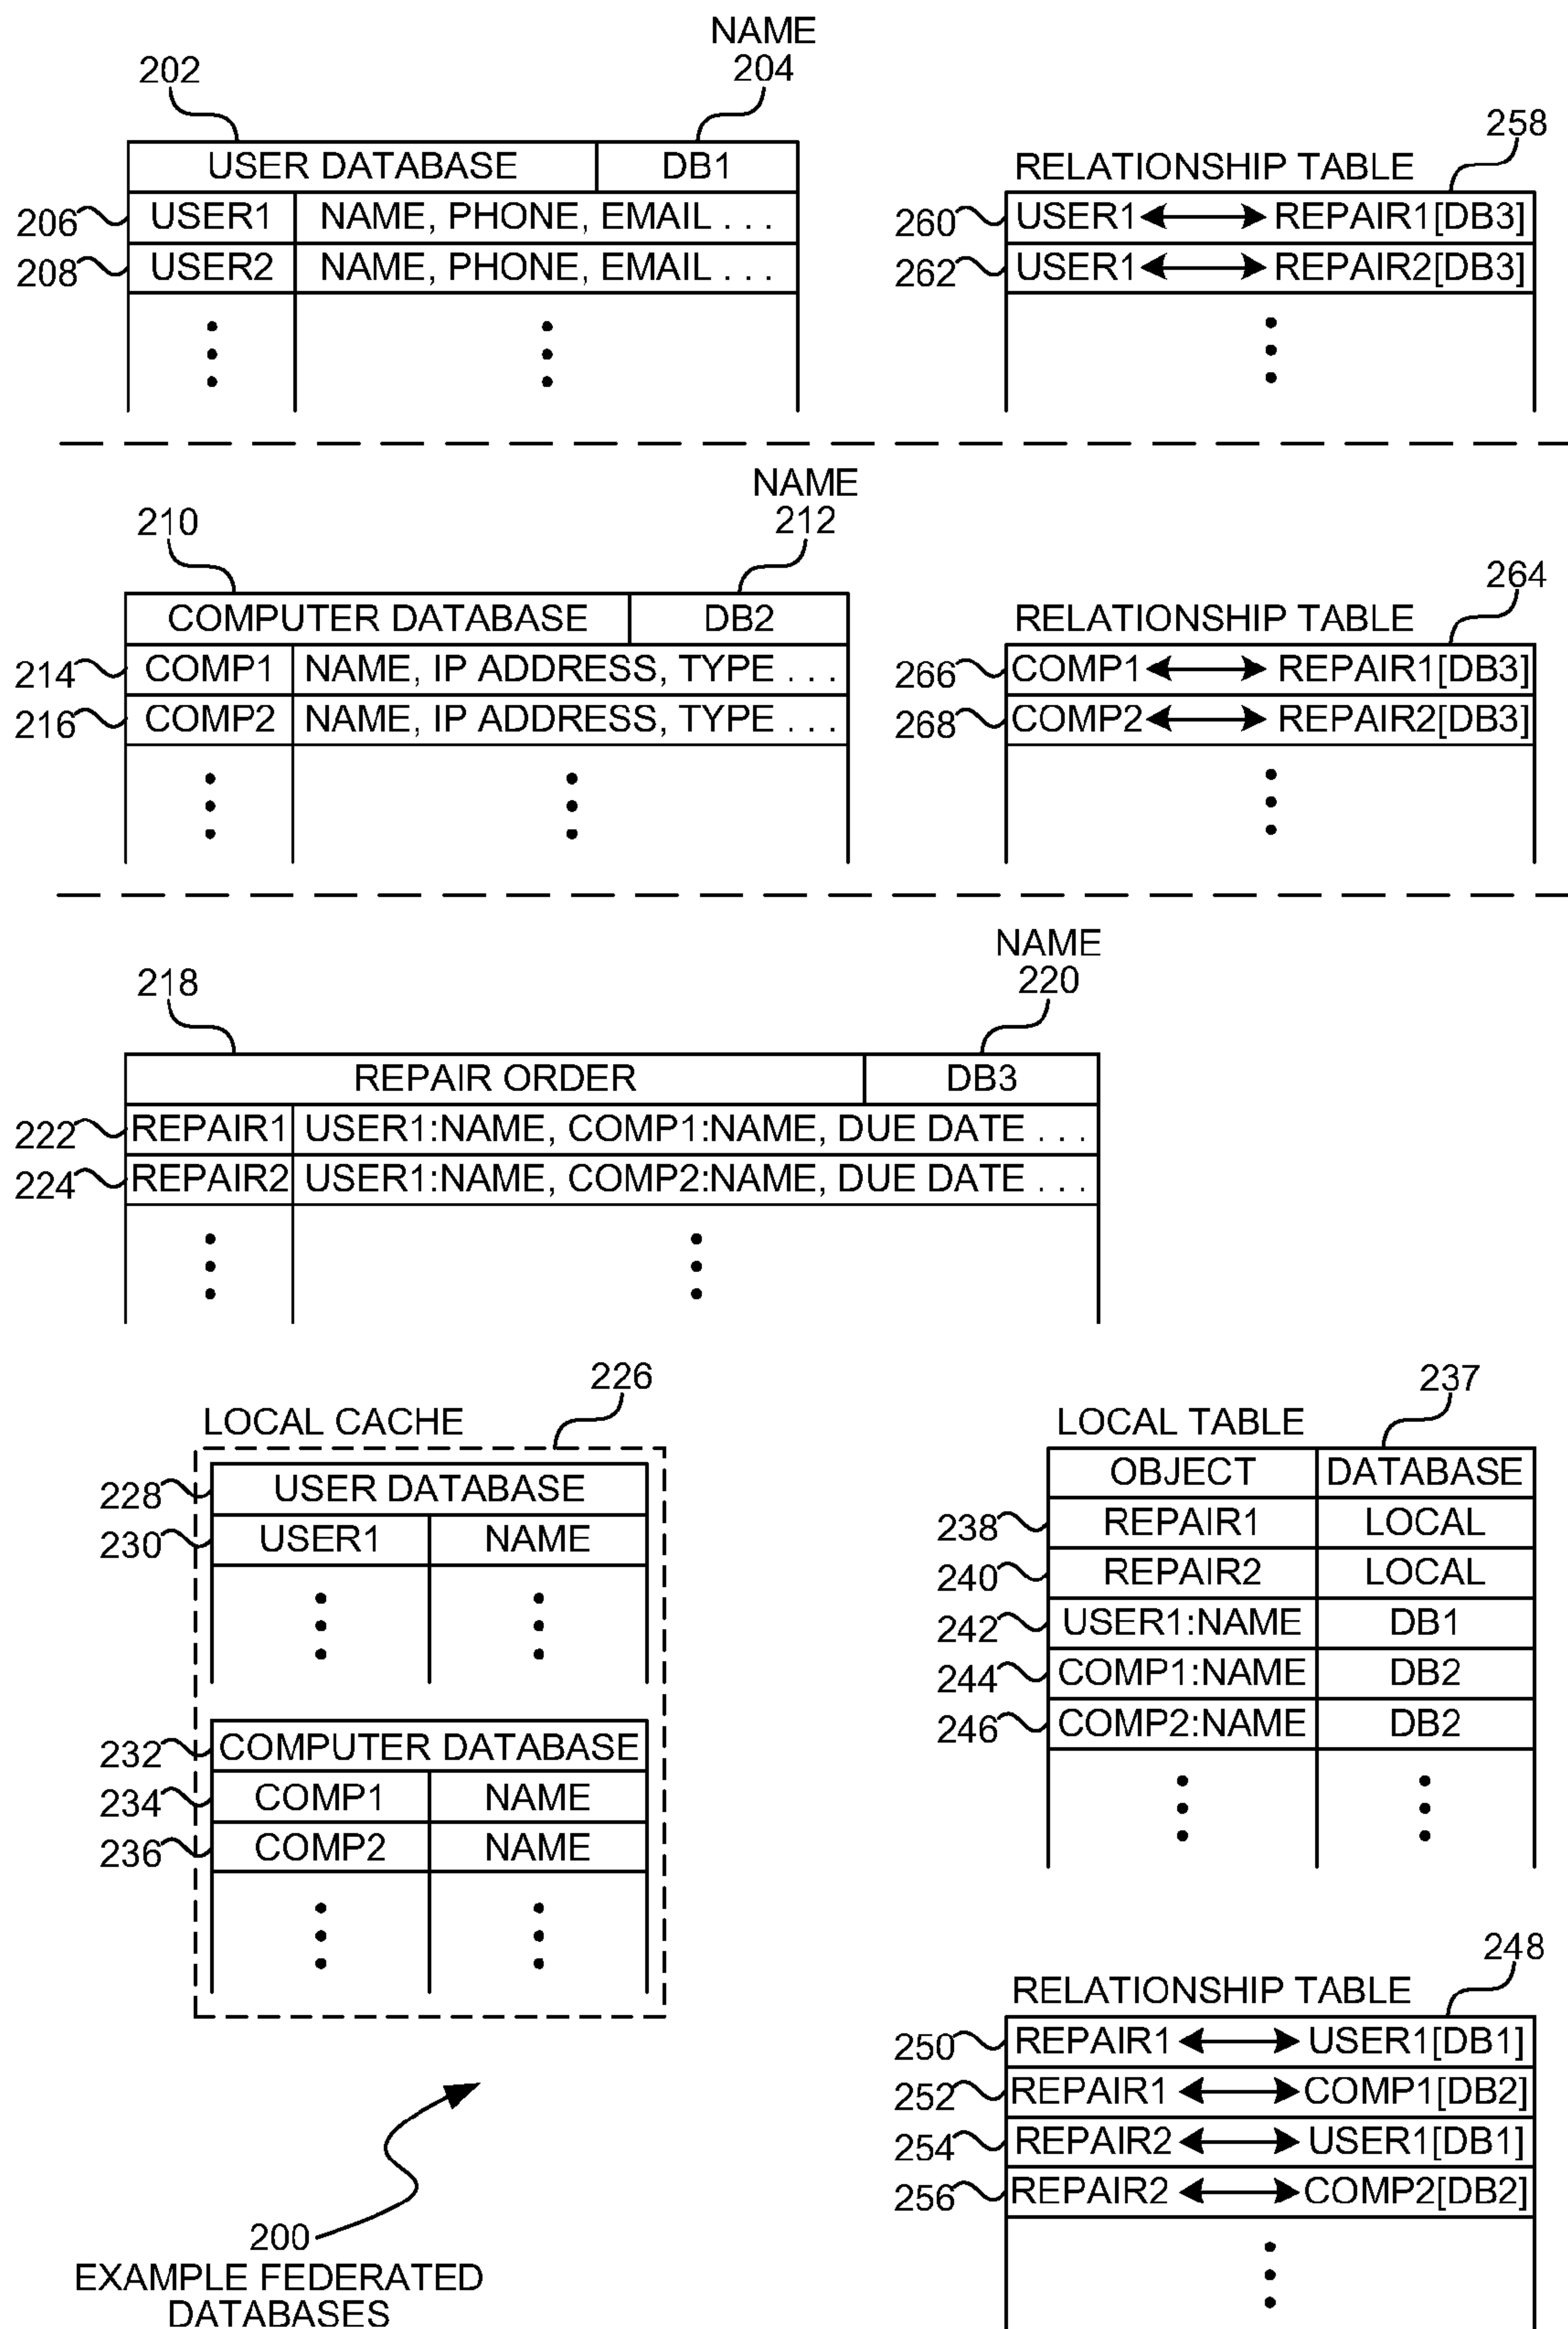 NAME
202
204
USER DATABASE DB1
206 USER1 NAME, PHONE, EMAIL . . .
208 USER2 NAME, PHONE, EMAIL . . .
258
RELATIONSHIP TABLE
260 USER1 REPAIR1[DB3]
262 USER1 REPAIR2[DB3]
NAME
210
212
COMPUTER DATABASE DB2
214 COMP1 NAME, IP ADDRESS, TYPE . . .
216 COMP2 NAME, IP ADDRESS, TYPE . . .
264
RELATIONSHIP TABLE
266 COMP1 REPAIR1[DB3]
268 COMP2 REPAIR2[DB3]
NAME
218
220
REPAIR ORDER DB3
222 REPAIR1 USER1:NAME, COMP1:NAME, DUE DATE . . .
224 REPAIR2 USER1:NAME, COMP2:NAME, DUE DATE . . .
226
LOCAL CACHE
228 USER DATABASE
230 USER1 NAME
232 COMPUTER DATABASE
234 COMP1 NAME
236 COMP2 NAME
237
LOCAL TABLE
OBJECT DATABASE
238 REPAIR1 LOCAL
240 REPAIR2 LOCAL
242 USER1:NAME DB1
244 COMP1:NAME DB2
246 COMP2:NAME DB2
248
RELATIONSHIP TABLE
250 REPAIR1 USER1[DB1]
252 REPAIR1 COMP1[DB2]
254 REPAIR2 USER1[DB1]
256 REPAIR2 COMP2[DB2]
200
EXAMPLE FEDERATED
DATABASES